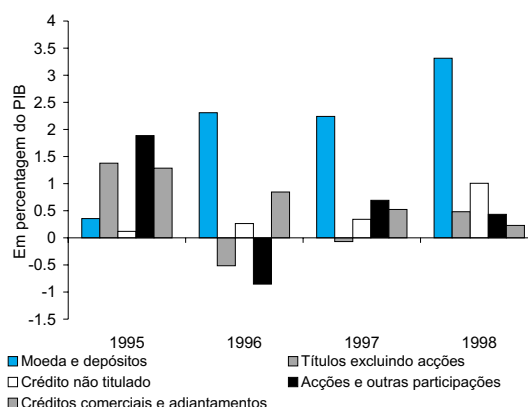 Em percentagem do PIB
4
3.5
3
2.5
2
1.5
1
0.5
0
-0.5
-1
-1.5
1995 1996 1997 1998
Moeda e depósitos Títulos excluindo acções
Crédito não titulado Acções e outras participações
Créditos comerciais e adiantamentos